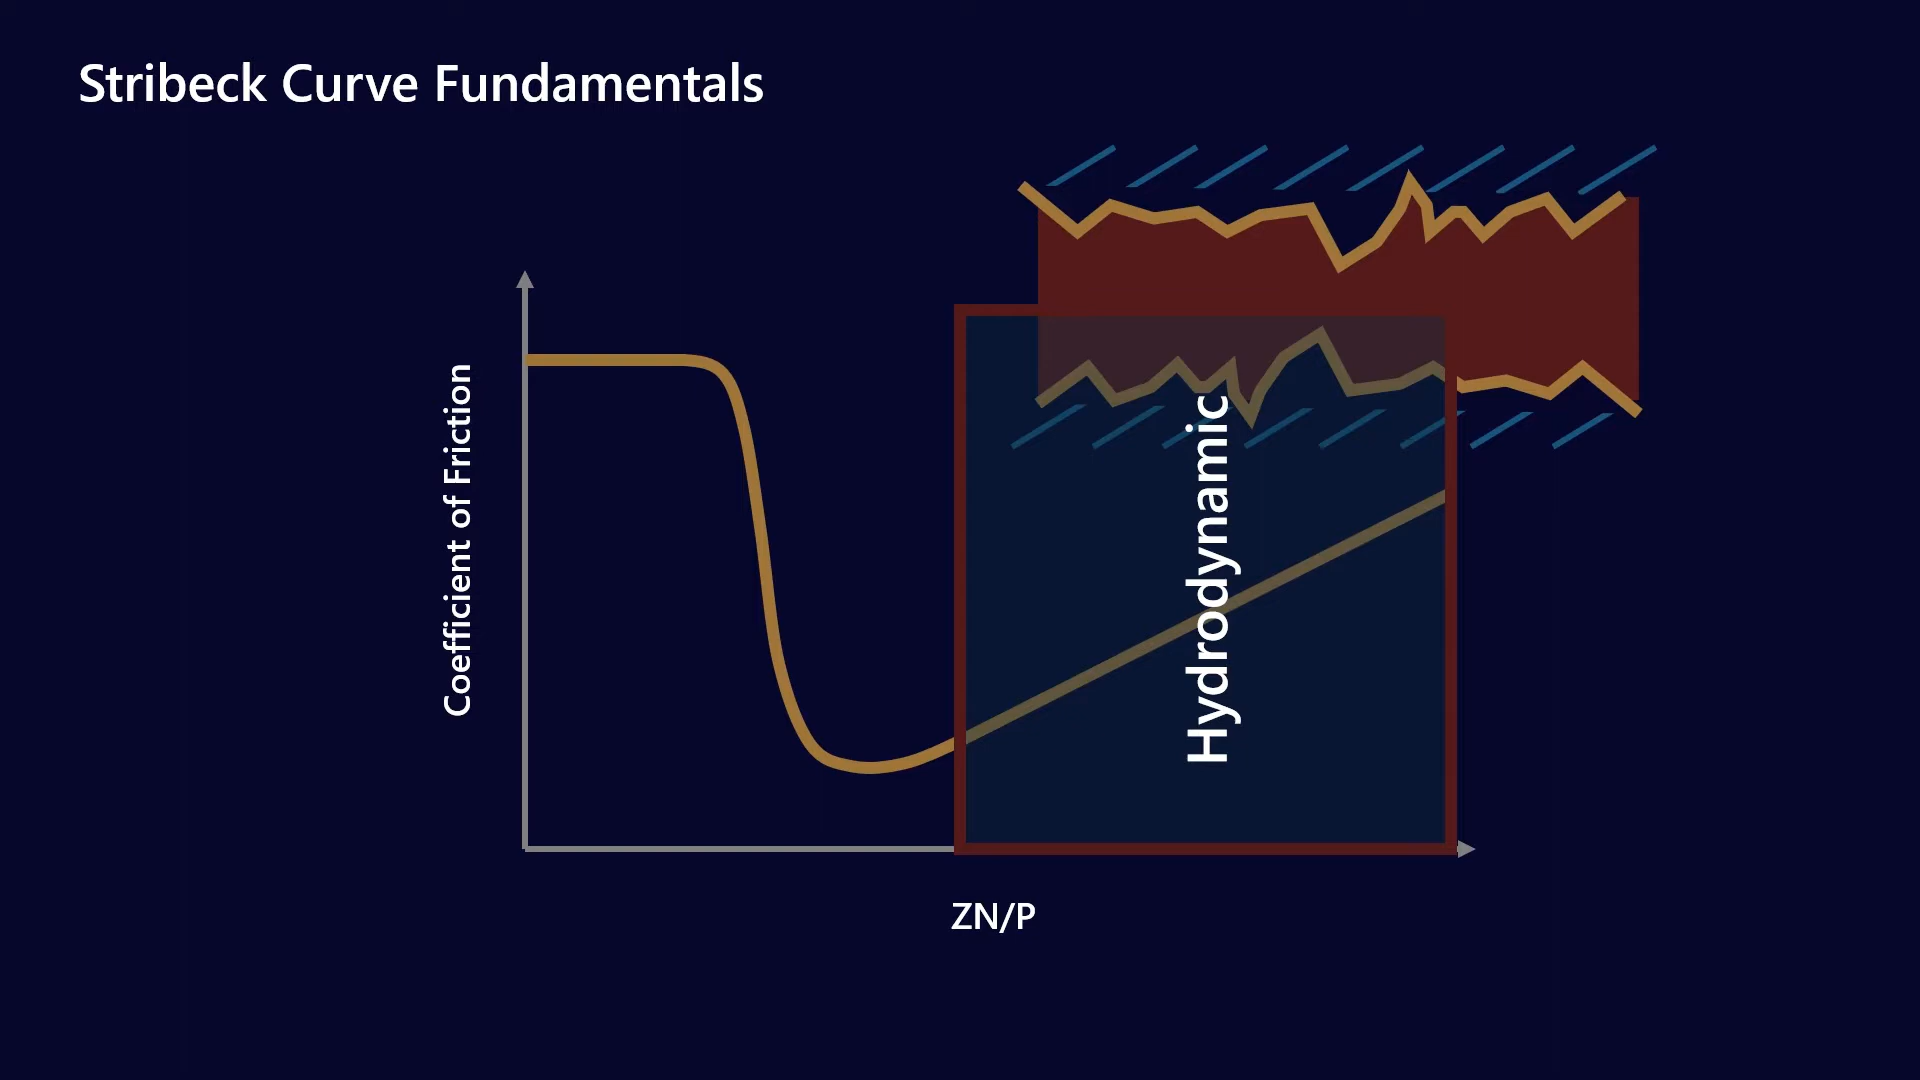 Stribeck Curve Fundamentals
Coefficient of Friction
Hydrodynamic
ZN/P